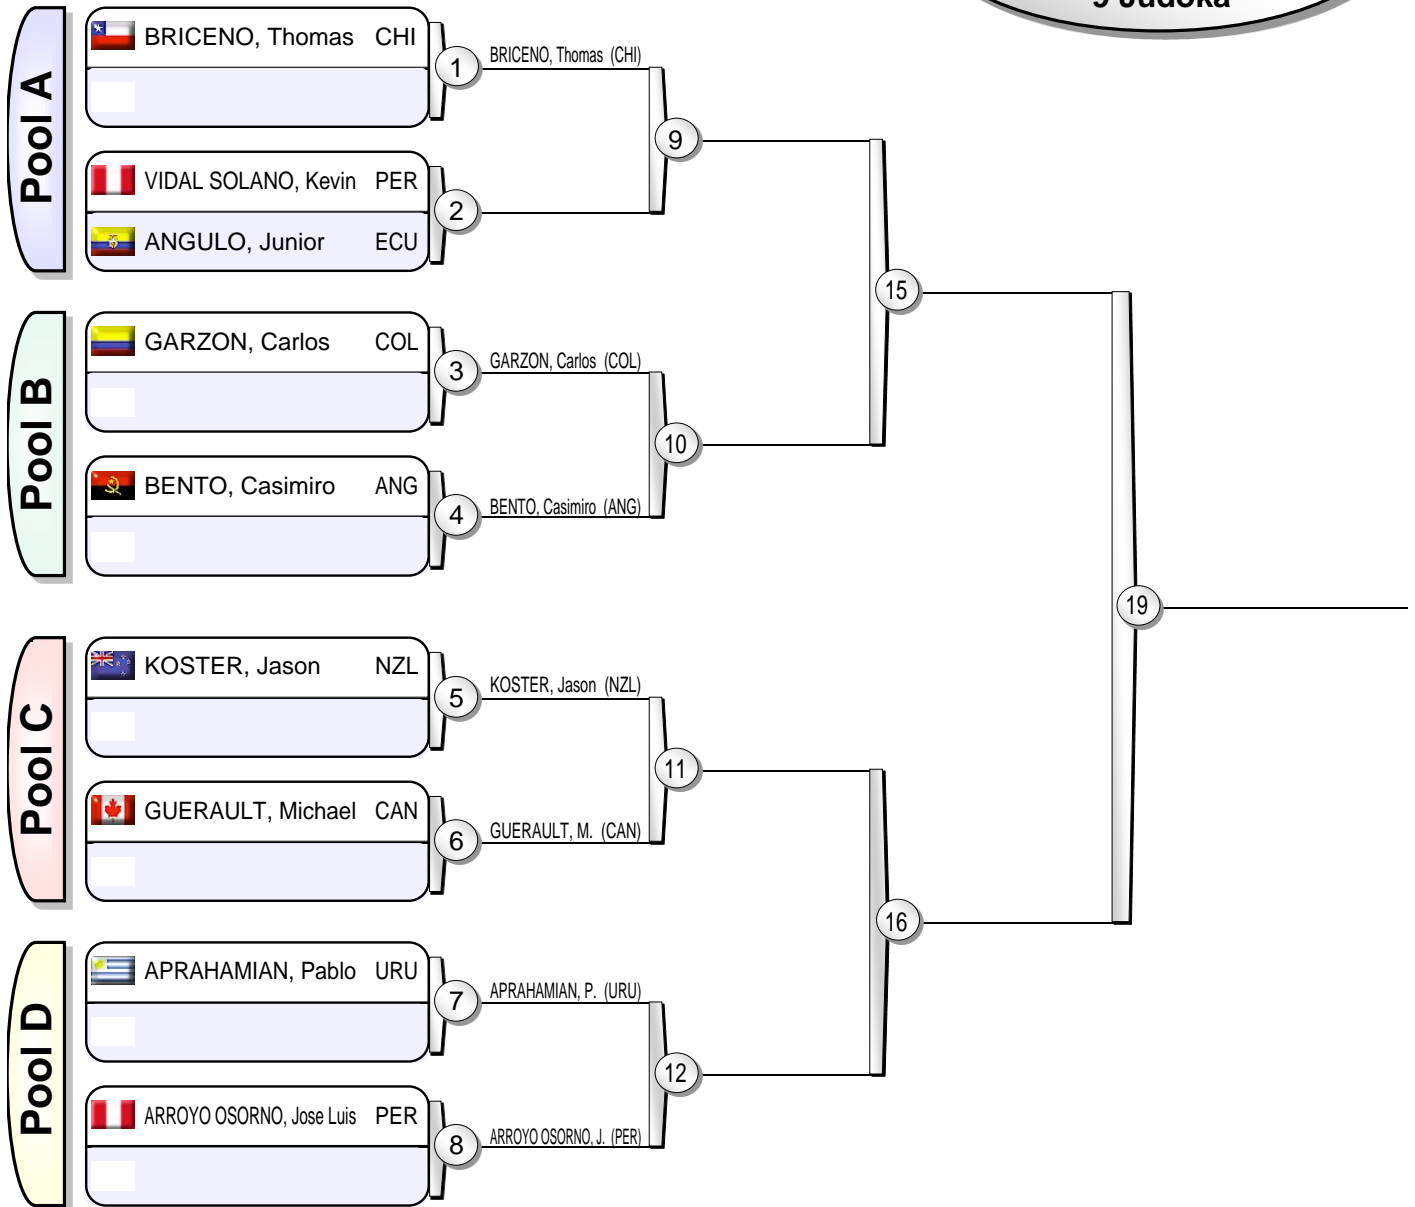 9 Judoka
Pool A
BRICENO, Thomas CHI
1
BRICENO, Thomas (CHI)
9
VIDAL SOLANO, Kevin PER
2
ANGULO, Junior ECU
15
Pool B
GARZON, Carlos COL
3
GARZON, Carlos (COL)
10
BENTO, Casimiro ANG
4
BENTO, Casimiro (ANG)
19
Pool C
KOSTER, Jason NZL
5
KOSTER, Jason (NZL)
11
GUERAULT, Michael CAN
6
GUERAULT, M. (CAN)
16
Pool D
APRAHAMIAN, Pablo URU
7
APRAHAMIAN, P. (URU)
12
ARROYO OSORNO, Jose Luis PER
8
ARROYO OSORNO, J. (PER)